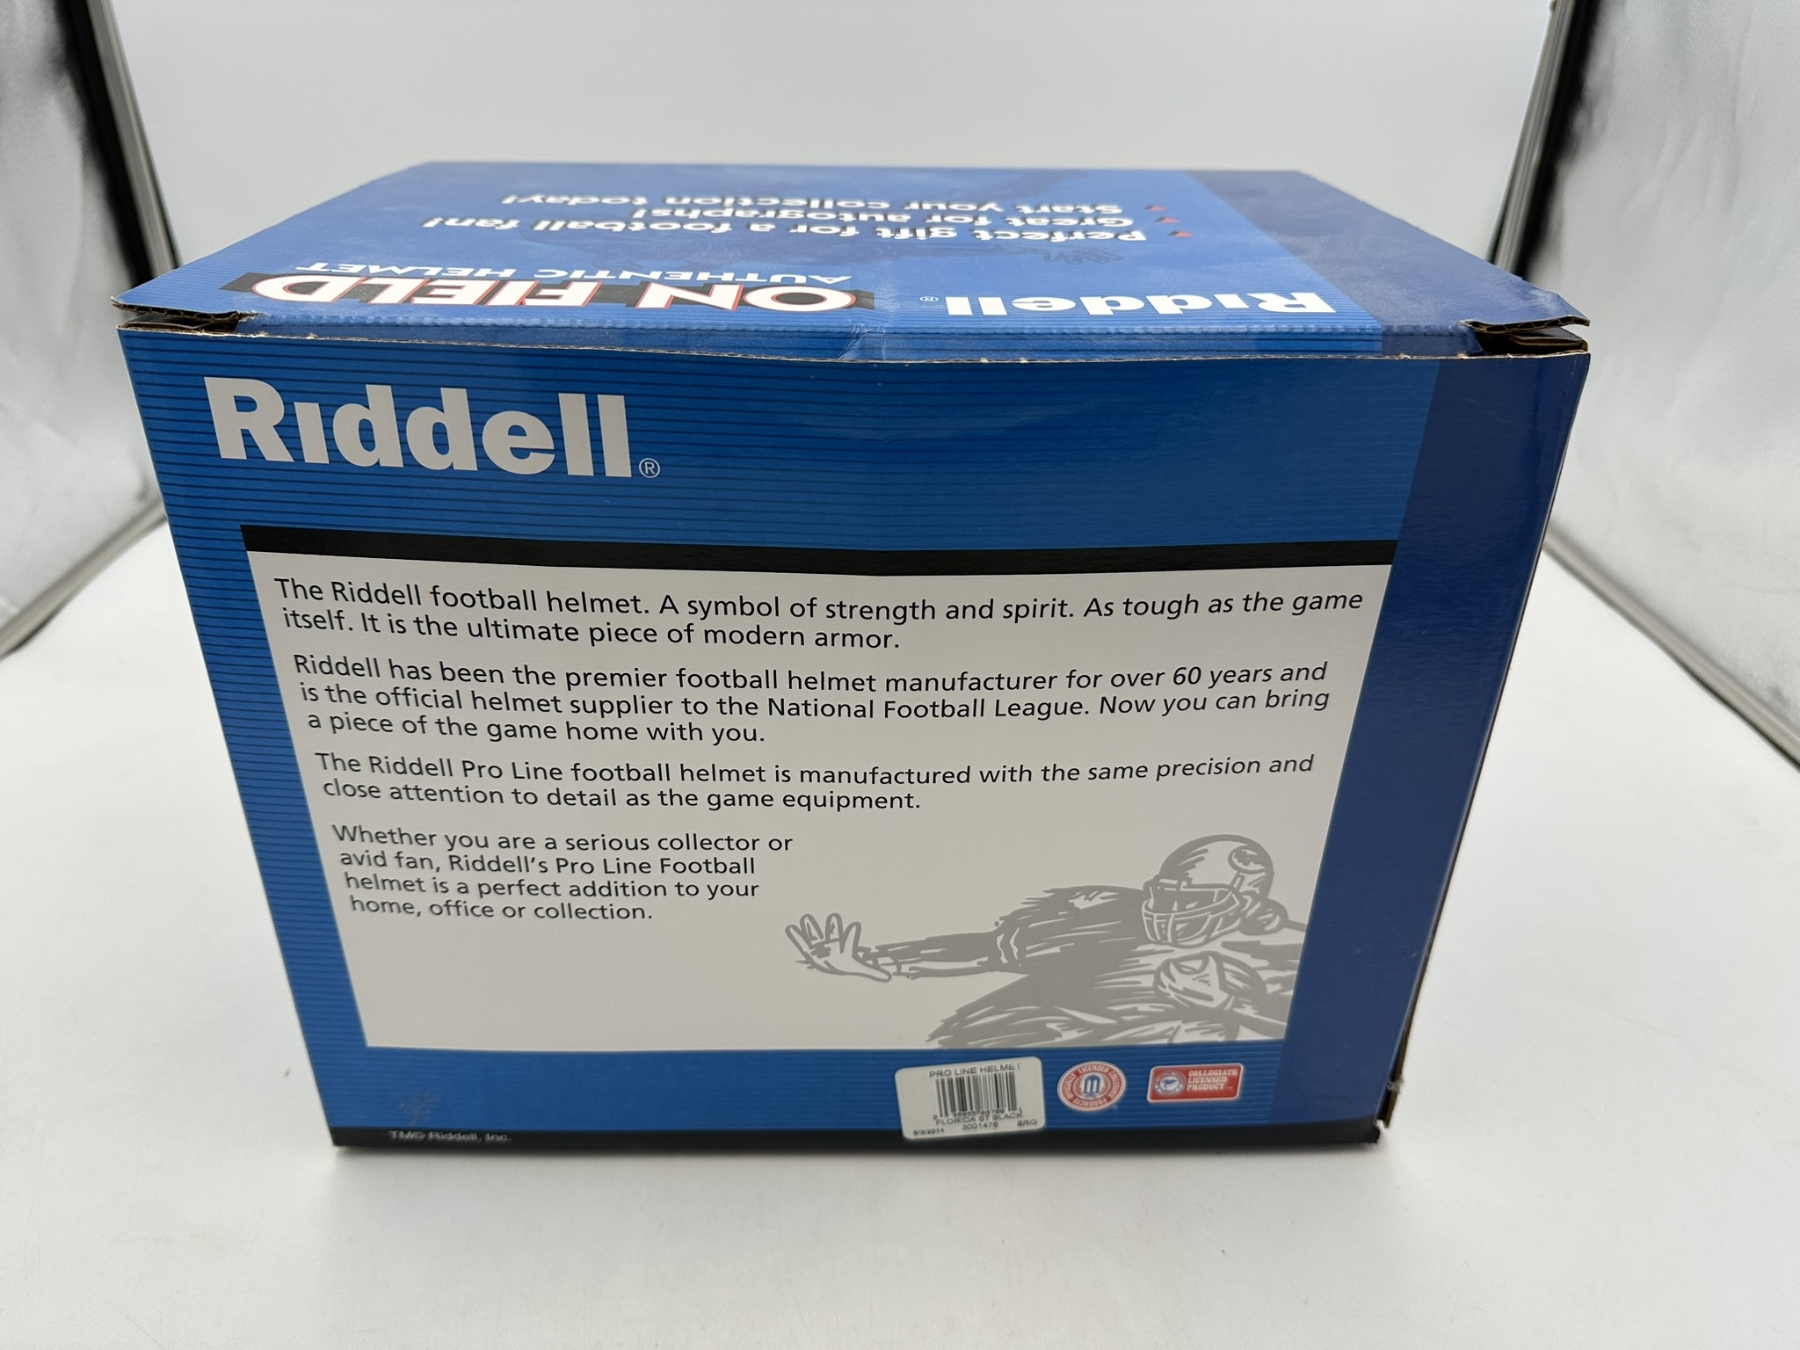 Perfect gift for a football fan!
Great for autographs!
Start your collection today!
Riddell®
ON FIELD
AUTHENTIC HELMET
Riddell®
The Riddell football helmet. A symbol of strength and spirit. As tough as the game
itself. It is the ultimate piece of modern armor.
Riddell has been the premier football helmet manufacturer for over 60 years and
is the official helmet supplier to the National Football League. Now you can bring
a piece of the game home with you.
The Riddell Pro Line football helmet is manufactured with the same precision and
close attention to detail as the game equipment.
Whether you are a serious collector or
avid fan, Riddell's Pro Line Football
helmet is a perfect addition to your
home, office or collection.
PRO LINE HELMET
FLORIDA ST BLACK
3001476
COLLEGIATE
LICENSED
PRODUCT
TM© Riddell, Inc.